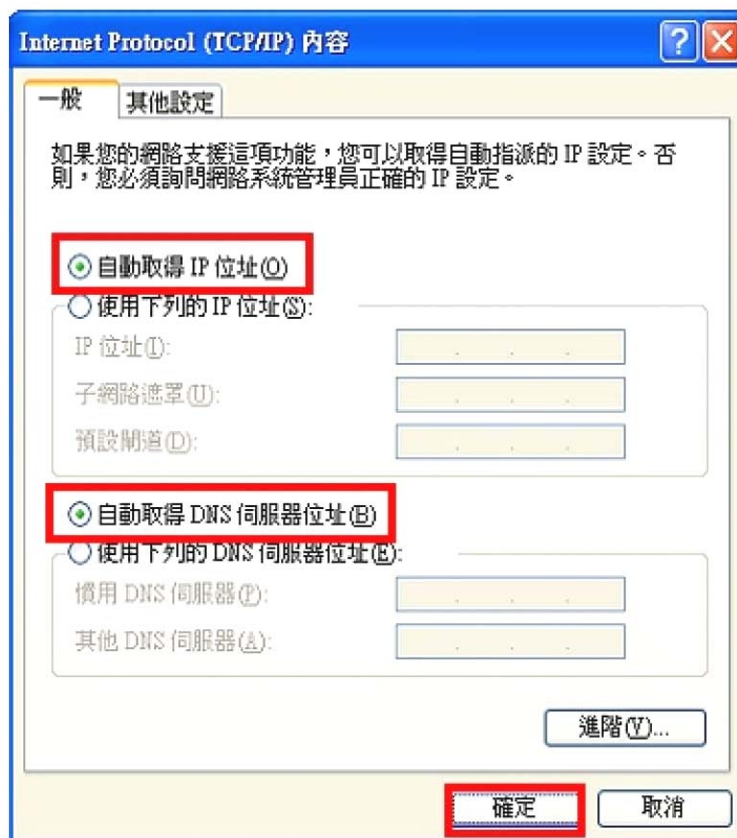 Internet Protocol (TCP/IP) 內容
一般
其他設定
如果您的網路支援這項功能，您可以取得自動指派的 IP 設定。否
則，您必須詢問網路系統管理員正確的 IP 設定。
自動取得 IP 位址(O)
使用下列的 IP 位址(S):
IP 位址(I):
子網路遮罩(U):
預設閘道(D):
自動取得 DNS 伺服器位址(B)
使用下列的 DNS 伺服器位址(E):
慣用 DNS 伺服器(P):
其他 DNS 伺服器(A):
進階(V)...
確定
取消